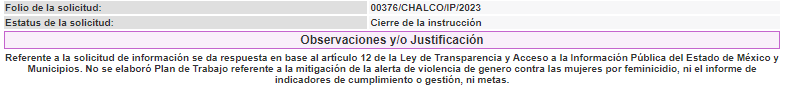 Folio de la solicitud: 00376/CHALCO/IP/2023
Estatus de la solicitud: Cierre de la instrucción
Observaciones y/o Justificación
Referente a la solicitud de información se da respuesta en base al articulo 12 de la Ley de Transparencia y Acceso a la Información Pública del Estado de México y
Municipios. No se elaboró Plan de Trabajo referente a la mitigación de la alerta de violencia de genero contra las mujeres por feminicidio, ni el informe de
indicadores de cumplimiento o gestión, ni metas.